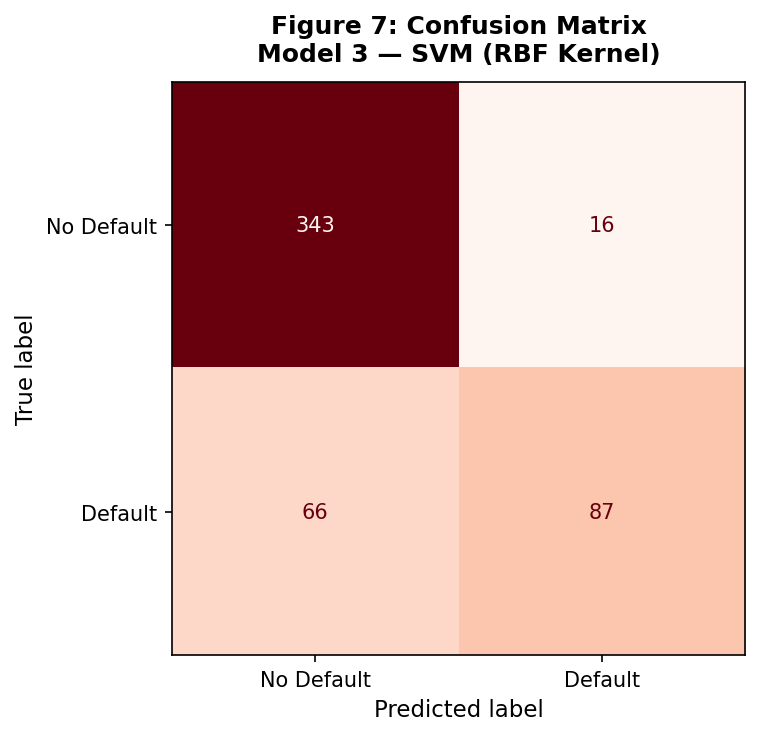 Figure 7: Confusion Matrix
Model 3 — SVM (RBF Kernel)
No Default
343
16
True label
Default
66
87
No Default
Default
Predicted label